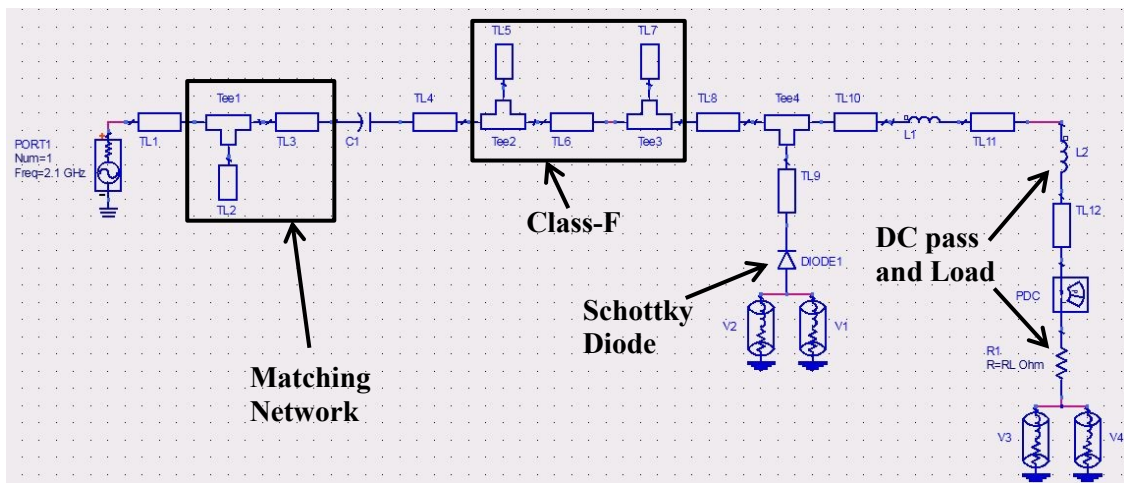 TL5
TL7
Tee1
TL4
TL8
Tee4
TL10
L1
PORT1
Num=1
Freq=2.1 GHz
TL1
TL3
C1
Tee2
TL6
Tee3
TL11
L2
TL2
TL9
TL12
Class-F
DC pass
and Load
DIODE1
PDC
Schottky
Diode
V2
V1
R1
R=RL Ohm
Matching
Network
V3
V4